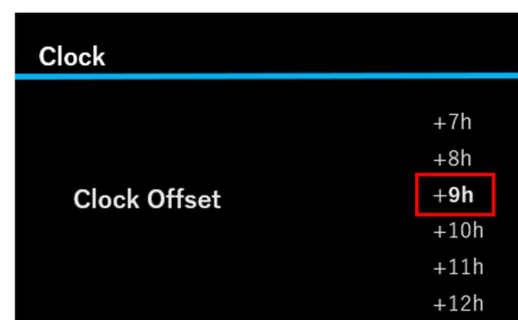 Clock
+7h
+8h
Clock Offset
+9h
+10h
+11h
+12h